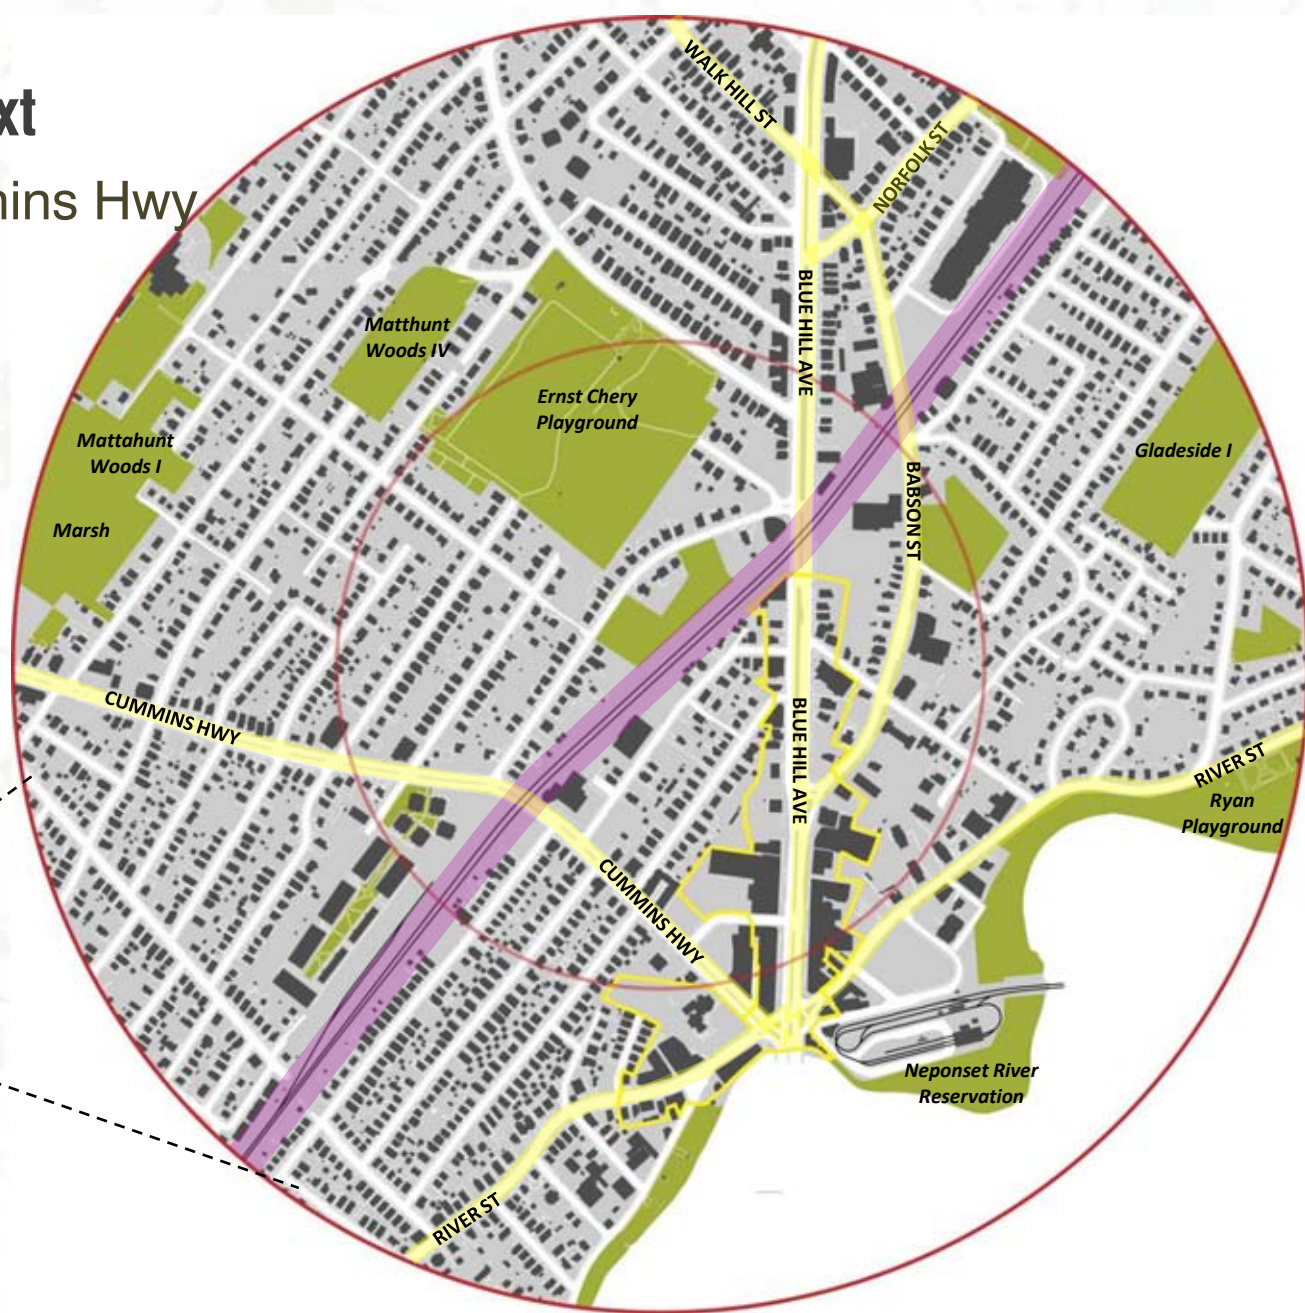 xt
mins Hwy
WALK HILL ST
NORFOLK ST
BLUE HILL AVE
Matthunt
Woods IV
Ernst Chery
Playground
Mattahunt
Woods I
Gladeside I
BABSON ST
Marsh
CUMMINS HWY
BLUE HILL AVE
RIVER ST
Ryan
Playground
CUMMINS HWY
Neponset River
Reservation
RIVER ST